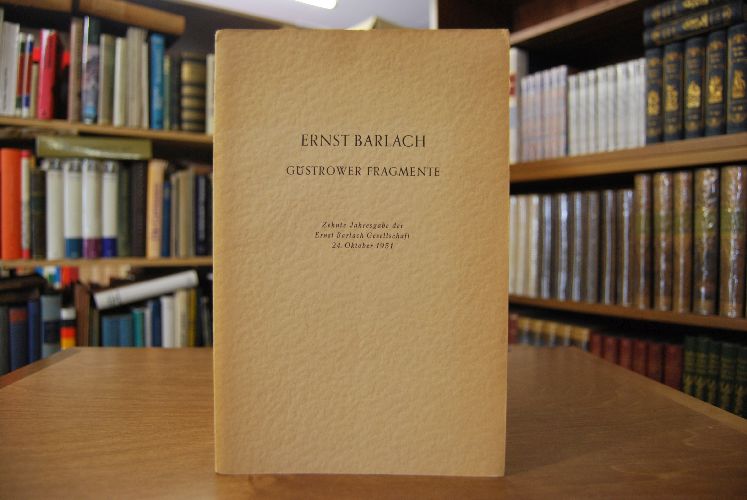 ERNST BARLACH
GÜSTROWER FRAGMENTE
Zehnte Jahresgabe der
Ernst Barlach Gesellschaft
24. Oktober 1951